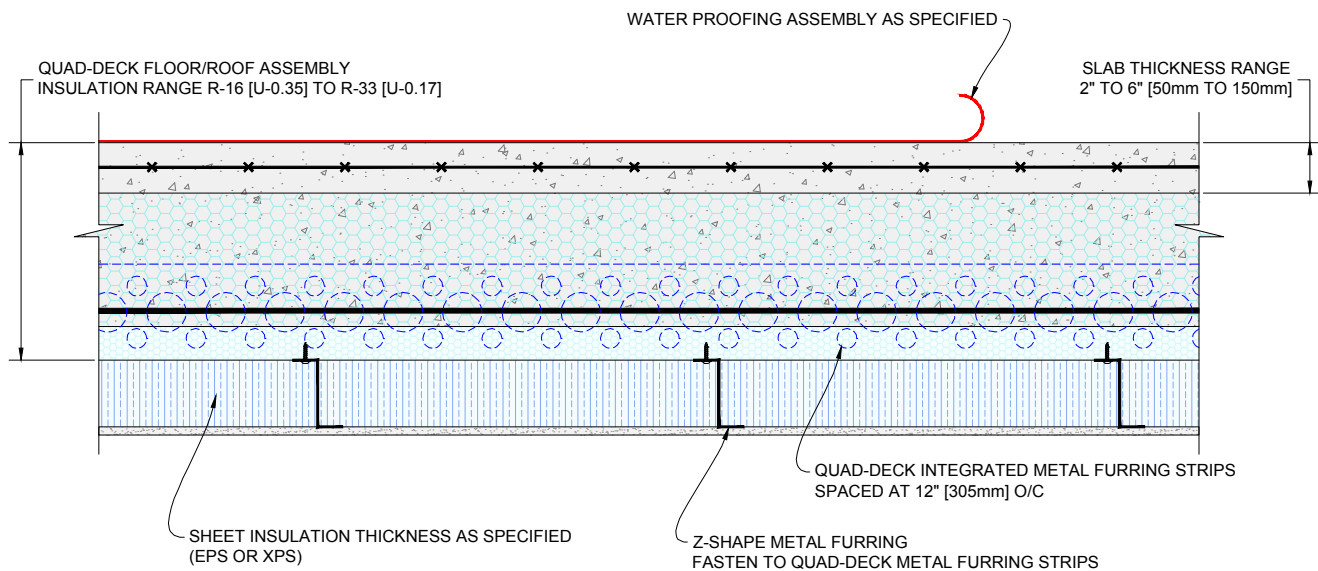 WATER PROOFING ASSEMBLY AS SPECIFIED
QUAD-DECK FLOOR/ROOF ASSEMBLY
INSULATION RANGE R-16 [U-0.35] TO R-33 [U-0.17]
SLAB THICKNESS RANGE
2" TO 6" [50mm TO 150mm]
QUAD-DECK INTEGRATED METAL FURRING STRIPS
SPACED AT 12" [305mm] O/C
SHEET INSULATION THICKNESS AS SPECIFIED
(EPS OR XPS)
Z-SHAPE METAL FURRING
FASTEN TO QUAD-DECK METAL FURRING STRIPS